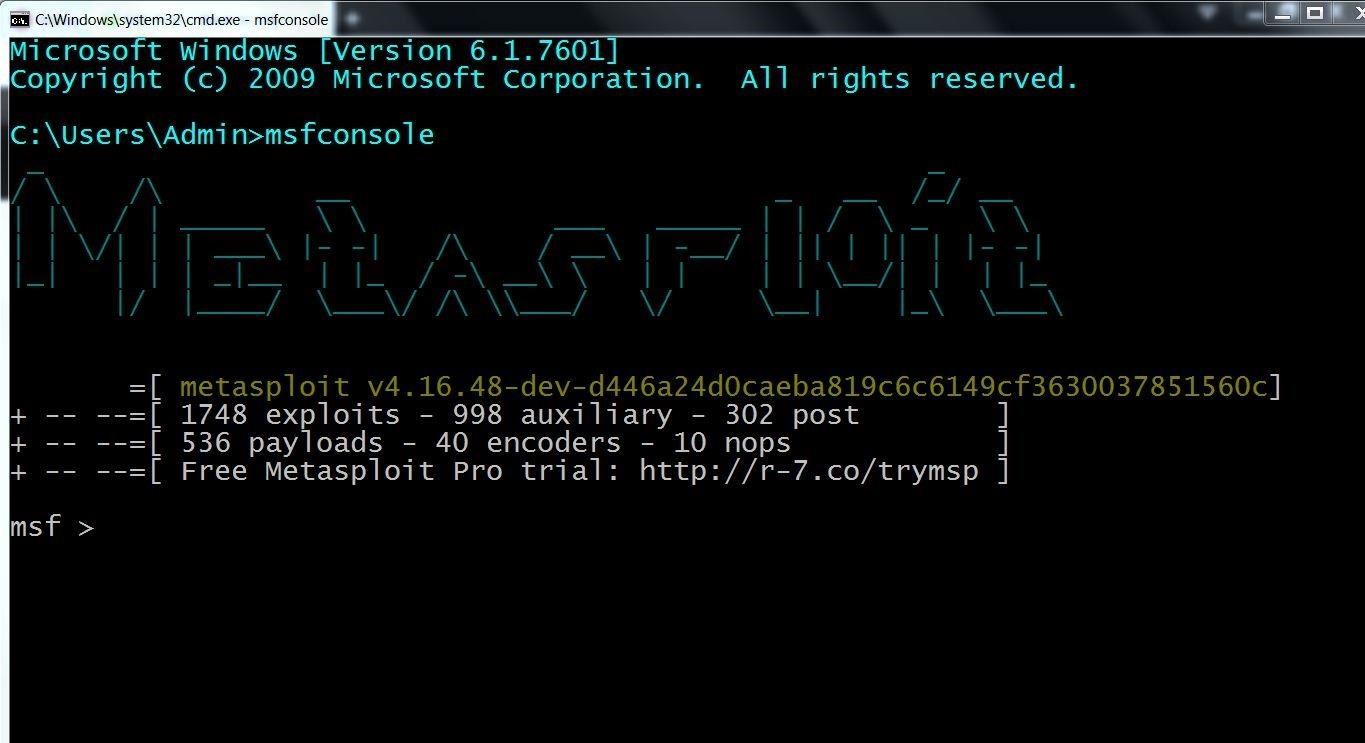 C:\Windows\system32\cmd.exe - msfconsole
Microsoft Windows [Version 6.1.7601]
Copyright (c) 2009 Microsoft Corporation.  All rights reserved.
C:\Users\Admin>msfconsole
Metasploit
=[ metasploit v4.16.48-dev-d446a24d0caeba819c6c6149cf3630037851560c]
+ -- --=[ 1748 exploits - 998 auxiliary - 302 post        ]
+ -- --=[ 536 payloads - 40 encoders - 10 nops            ]
+ -- --=[ Free Metasploit Pro trial: http://r-7.co/trymsp ]
msf >